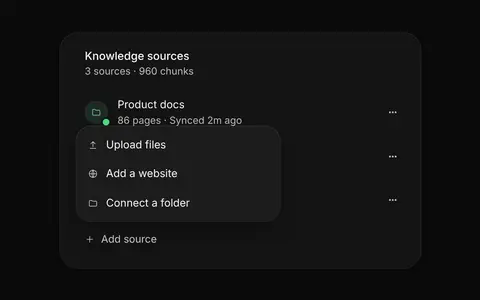 Knowledge sources
3 sources · 960 chunks
Product docs
86 pages · Synced 2m ago
Upload files
Add a website
Connect a folder
Add source